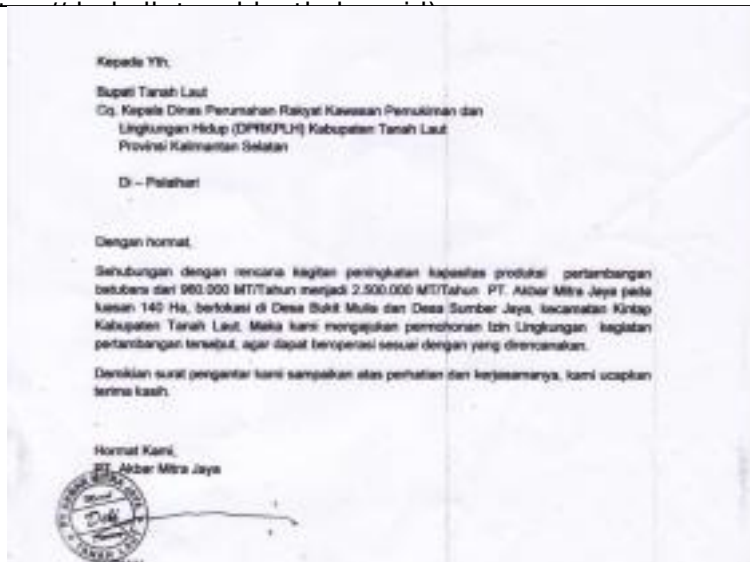 Kepada Yth,
Bupati Tanah Laut
Cq. Kepala Dinas Perumahan Rakyat Kawasan Pemukiman dan
Lingkungan Hidup (DPRKPLH) Kabupaten Tanah Laut
Provinsi Kalimantan Selatan
Di – Pelaihari
Dengan hormat,
Sehubungan dengan rencana kegitan peningkatan kapasitas produksi pertambangan
batubara dari 960.000 MT/Tahun menjadi 2.500.000 MT/Tahun PT. Akbar Mitra Jaya pada
luasan 140 Ha, berlokasi di Desa Bukit Mulia dan Desa Sumber Jaya, kecamatan Kintap
Kabupaten Tanah Laut. Maka kami mengajukan permohonan Izin Lingkungan kegiatan
pertambangan tersebut, agar dapat beroperasi sesuai dengan yang direncanakan.
Demikian surat pengantar kami sampaikan atas perhatian dan kerjasamanya, kami ucapkan
terima kasih.
Hormat Kami,
PT. Akbar Mitra Jaya
TANAH LAUT